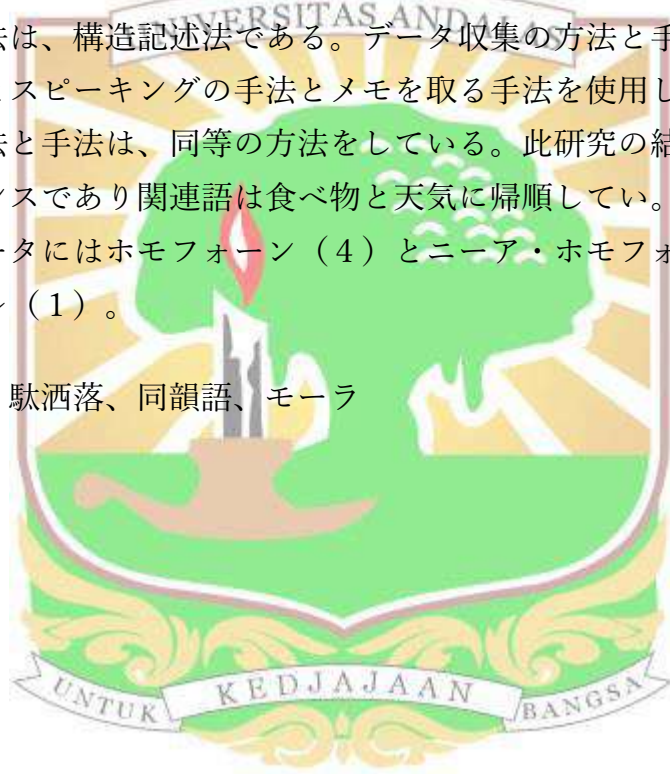 UNIVERSITAS ANDALAS
法は、構造記述法である。データ収集の方法と手
スピーキングの手法とメモを取る手法を使用し
法と手法は、同等の方法をしている。此研究の結
ンスであり関連語は食べ物と天気に帰順してい。
ータにはホモフォーン(4)とニーア・ホモフォ
(1)。
駄洒落、同韻語、モーラ
UNTUK KEDJAJAAN BANGSA